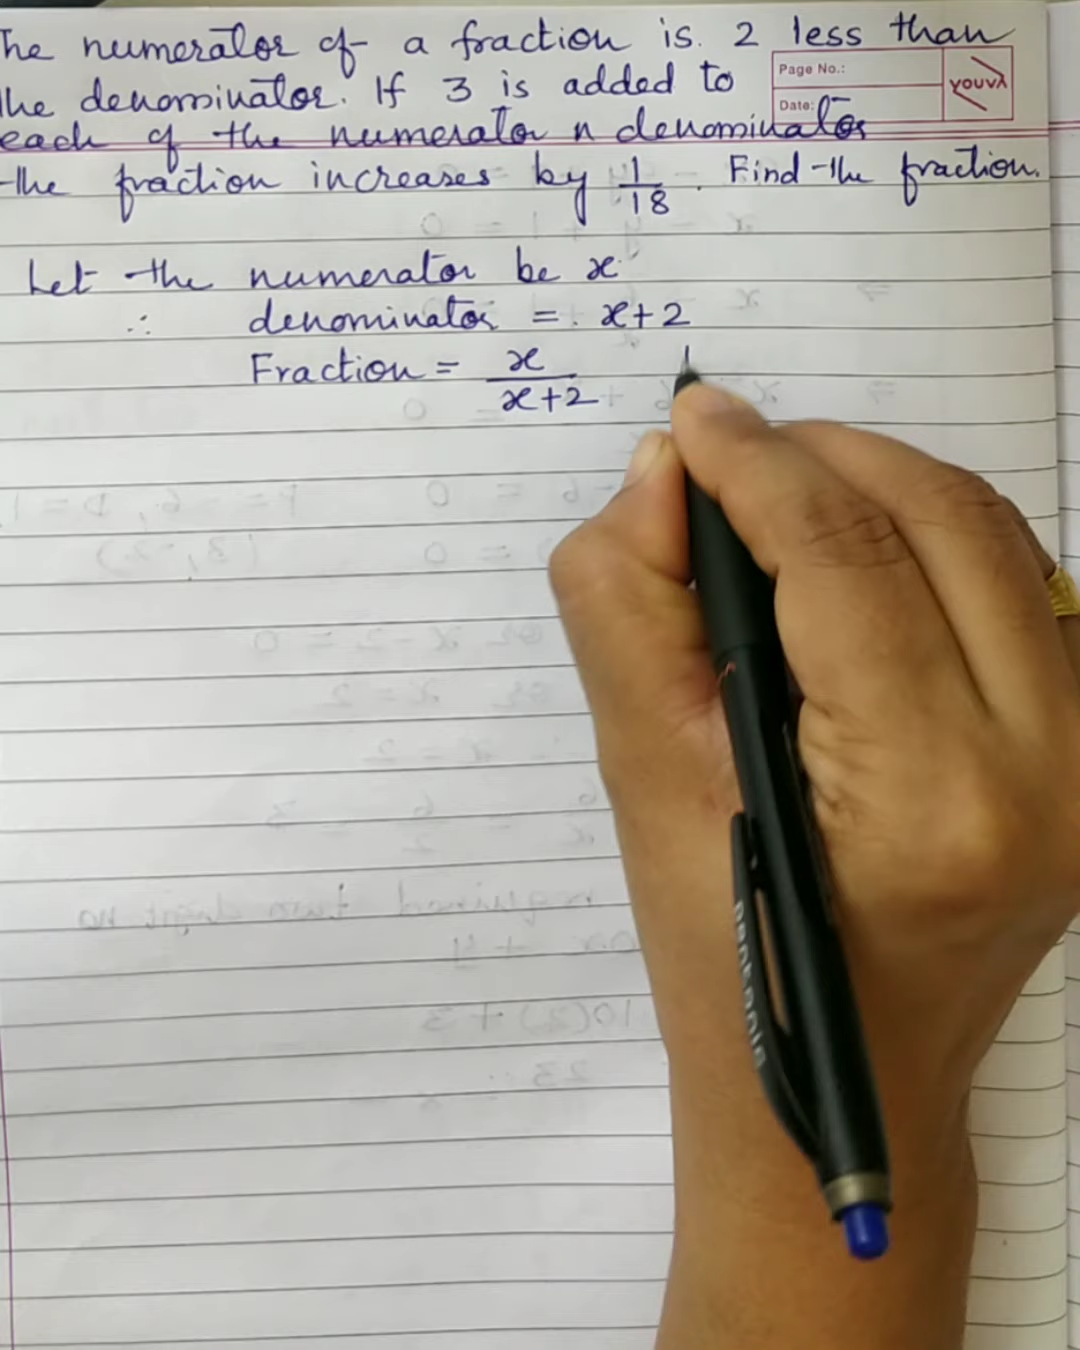 The numerator of a fraction is 2 less than
the denominator. If 3 is added to
Page No.:
Date:
YOUVA
each of the numerator n denominator
the fraction increases by 1/18. Find the fraction.
Let the numerator be x
∴ denominator = x+2
Fraction = x/x+2